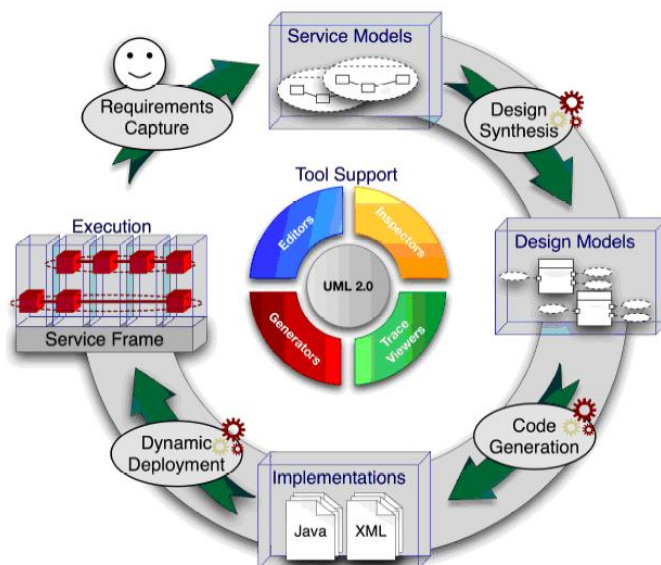 Service Models
Requirements
Capture
Design
Synthesis
Tool Support
Execution
Editors
Inspectors
Design Models
UML 2.0
Generators
Trace
Viewers
Service Frame
Dynamic
Deployment
Code
Generation
Implementations
Java
XML